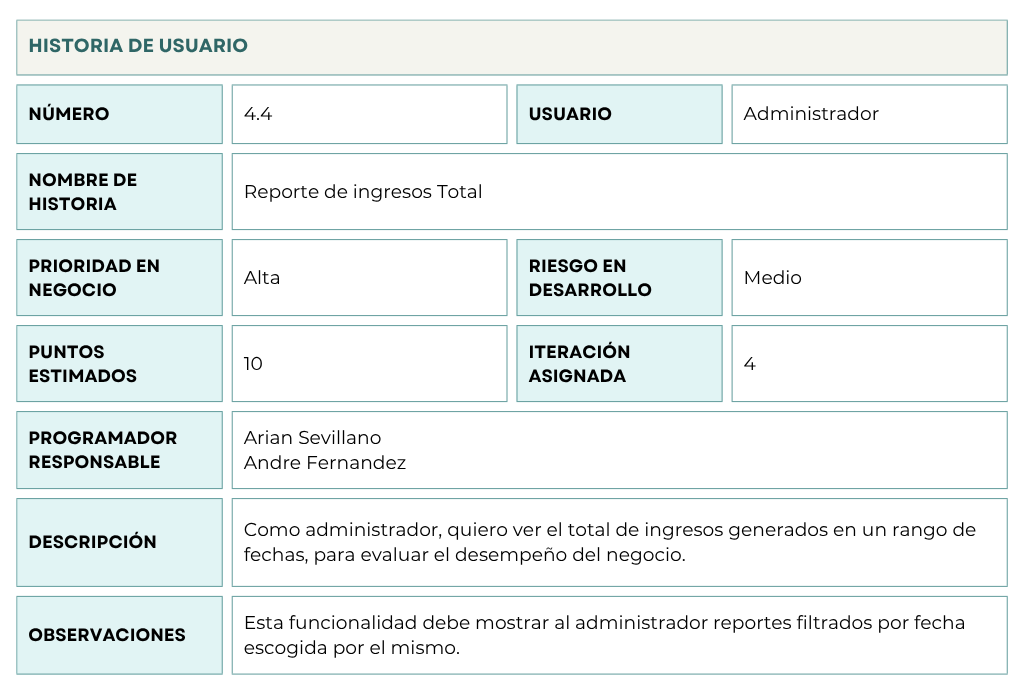 HISTORIA DE USUARIO
NÚMERO
4.4
USUARIO
Administrador
NOMBRE DE
HISTORIA
Reporte de ingresos Total
PRIORIDAD EN
NEGOCIO
Alta
RIESGO EN
DESARROLLO
Medio
PUNTOS
ESTIMADOS
10
ITERACIÓN
ASIGNADA
4
PROGRAMADOR
RESPONSABLE
Arian Sevillano
Andre Fernandez
DESCRIPCIÓN
Como administrador, quiero ver el total de ingresos generados en un rango de
fechas, para evaluar el desempeño del negocio.
OBSERVACIONES
Esta funcionalidad debe mostrar al administrador reportes filtrados por fecha
escogida por el mismo.